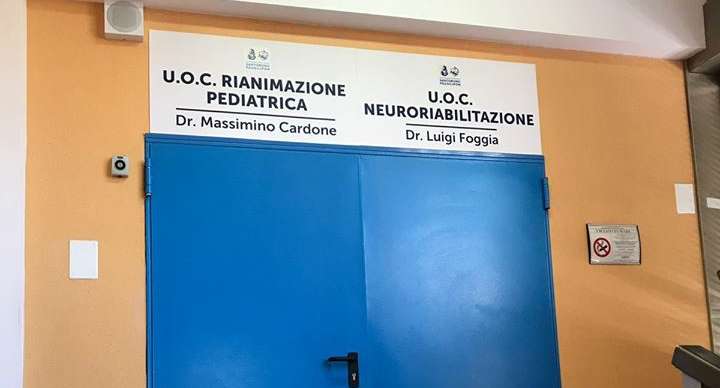 U.O.C. RIANIMAZIONE
PEDIATRICA
Dr. Massimino Cardone
U.O.C.
NEURORIABILITAZIONE
Dr. Luigi Foggia